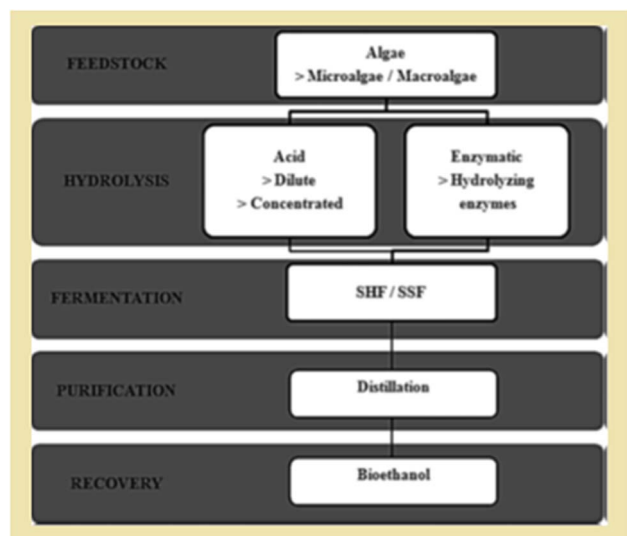 FEEDSTOCK
Algae
> Microalgae / Macroalgae
HYDROLYSIS
Acid
> Dilute
> Concentrated
Enzymatic
> Hydrolyzing
enzymes
FERMENTATION
SHF / SSF
PURIFICATION
Distillation
RECOVERY
Bioethanol